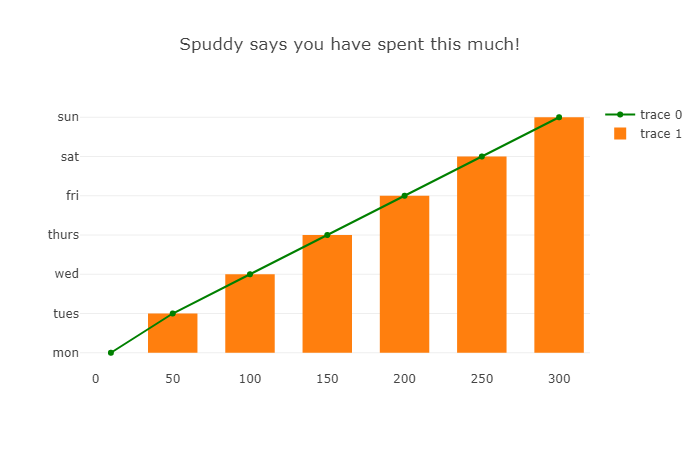 Spuddy says you have spent this much!
sun
sat
fri
thurs
wed
tues
mon
0 50 100 150 200 250 300
trace 0
trace 1